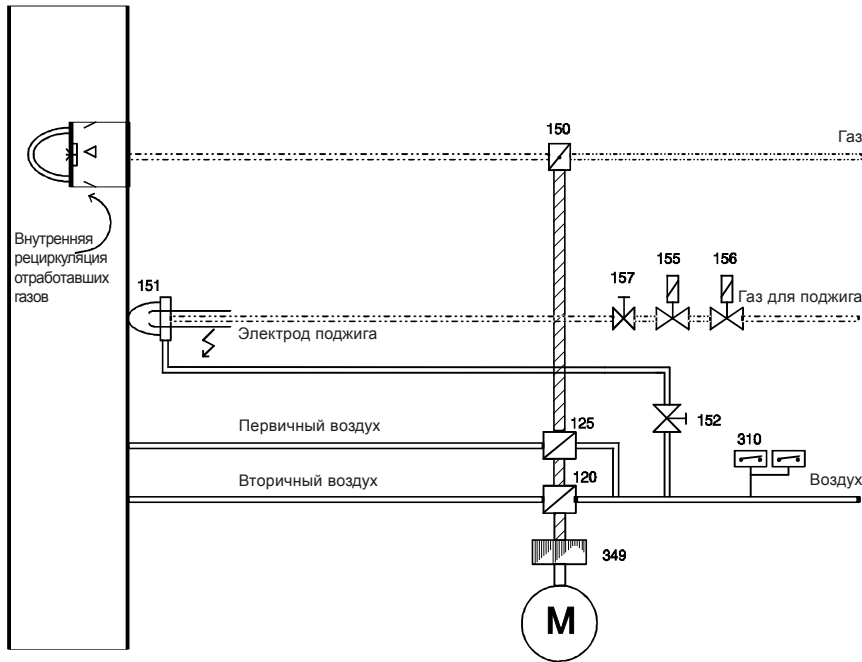 150
Газ
Внутренняя
рециркуляция
отработавших
газов
151
157
155
156
Газ для поджига
Электрод поджига
152
Первичный воздух
125
310
Вторичный воздух
120
Воздух
349
M